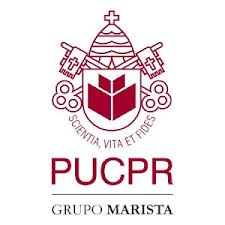 SCIENTIA, VITA ET FIDES
PUCPR
GRUPO MARISTA